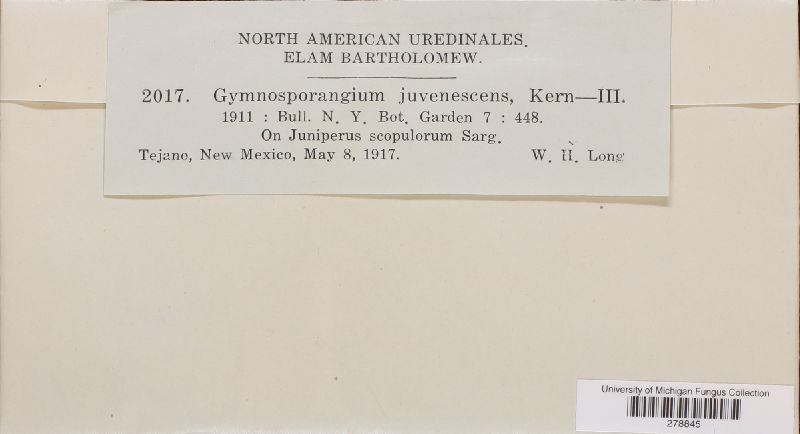 NORTH AMERICAN UREDINALES.
ELAM BARTHOLOMEW.
2017. Gymnosporangium juvenescens, Kern—III.
1911 : Bull. N. Y. Bot. Garden 7 : 448.
On Juniperus scopulorum Sarg.
Tejano, New Mexico, May 8, 1917. W. H. Long
University of Michigan Fungus Collection
278845